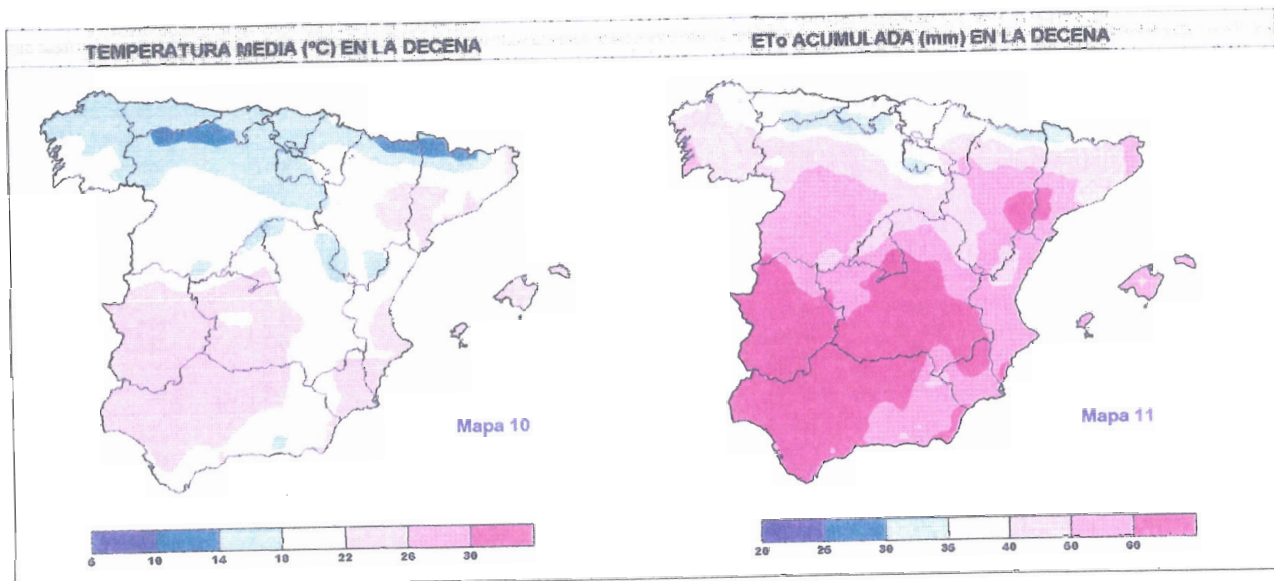 TEMPERATURA MEDIA (ºC) EN LA DECENA
ETo ACUMULADA (mm) EN LA DECENA
Mapa 10
Mapa 11
6 10 14 18 22 26 30
20 25 30 35 40 50 60